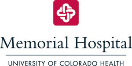 Memorial Hospital
UNIVERSITY OF COLORADO HEALTH